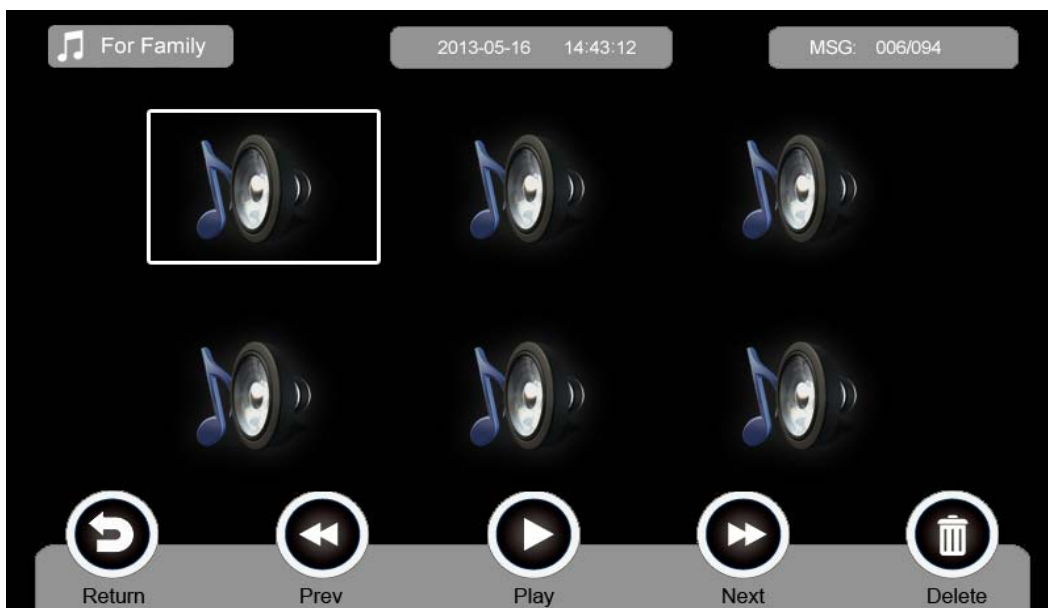 For Family
2013-05-16 14:43:12
MSG: 006/094
Return
Prev
Play
Next
Delete